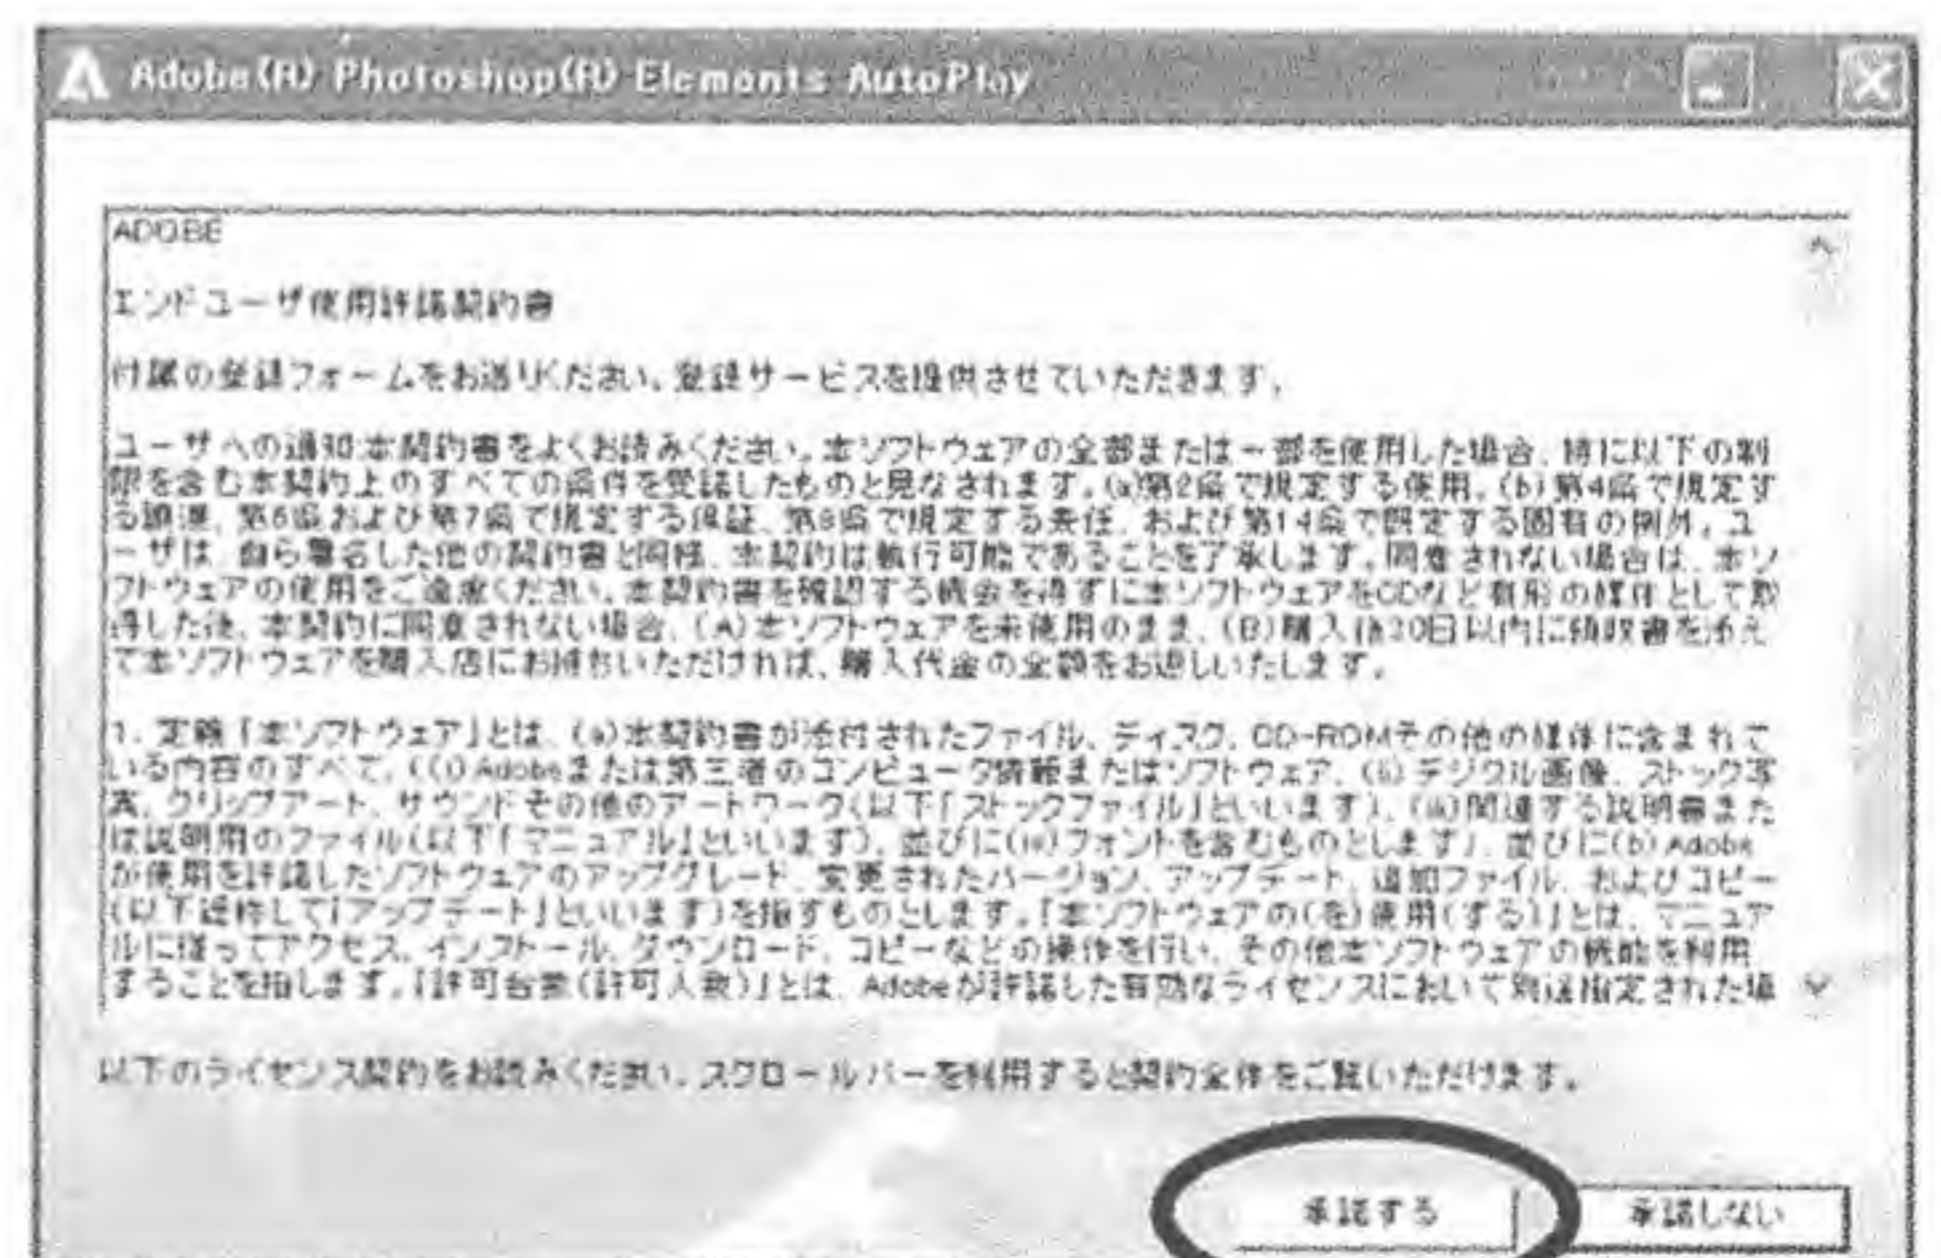 Adobe(R) Photoshop(R) Elements AutoPlay
ADOBE
エンドユーザ使用許諾契約書
付属の登録フォームをお送りください。登録サービスを提供させていただきます。
ユーザへの通知:本契約書をよくお読みください。本ソフトウェアの全部または一部を使用した場合、特に以下の制
限を含む本契約上のすべての条件を受諾したものと見なされます。(a)第2条で規定する使用。(b)第4条で規定す
る譲渡、第6条および第7条で規定する保証、第8条で規定する責任、および第14条で規定する固有の例外。ユ
ーザは、自ら署名した他の契約書と同様、本契約は執行可能であることを了承します。同意されない場合は、本ソ
フトウェアの使用をご遠慮ください。本契約書を確認する機会を得ずに本ソフトウェアをCDなど有形の媒体として取
得した後、本契約に同意されない場合、(A)本ソフトウェアを未使用のまま、(B)購入後30日以内に領収書を添え
て本ソフトウェアを購入店にお持ちいただければ、購入代金の全額をお返しいたします。
1. 定義「本ソフトウェア」とは、(a)本契約書が添付されたファイル、ディスク、CD-ROMその他の媒体に含まれて
いる内容のすべて、((i)Adobeまたは第三者のコンピュータ情報またはソフトウェア、(ii)デジタル画像、ストック写
真、クリップアート、サウンドその他のアートワーク(以下「ストックファイル」といいます)、(iii)関連する説明書また
は説明用のファイル(以下「マニュアル」といいます)、並びに(iv)フォントを含むものとします)、並びに(b)Adobe
が使用を許諾したソフトウェアのアップグレード、変更されたバージョン、アップデート、追加ファイル、およびコピー
(以下総称して「アップデート」といいます)を指すものとします。「本ソフトウェアの(を)使用(する)」とは、マニュア
ルに従ってアクセス、インストール、ダウンロード、コピーなどの操作を行い、その他本ソフトウェアの機能を利用
することを指します。「許可台数(許可人数)」とは、Adobeが許諾した有効なライセンスにおいて別途指定された場
以下のライセンス契約をお読みください。スクロールバーを利用すると契約全体をご覧いただけます。
承諾する
承諾しない